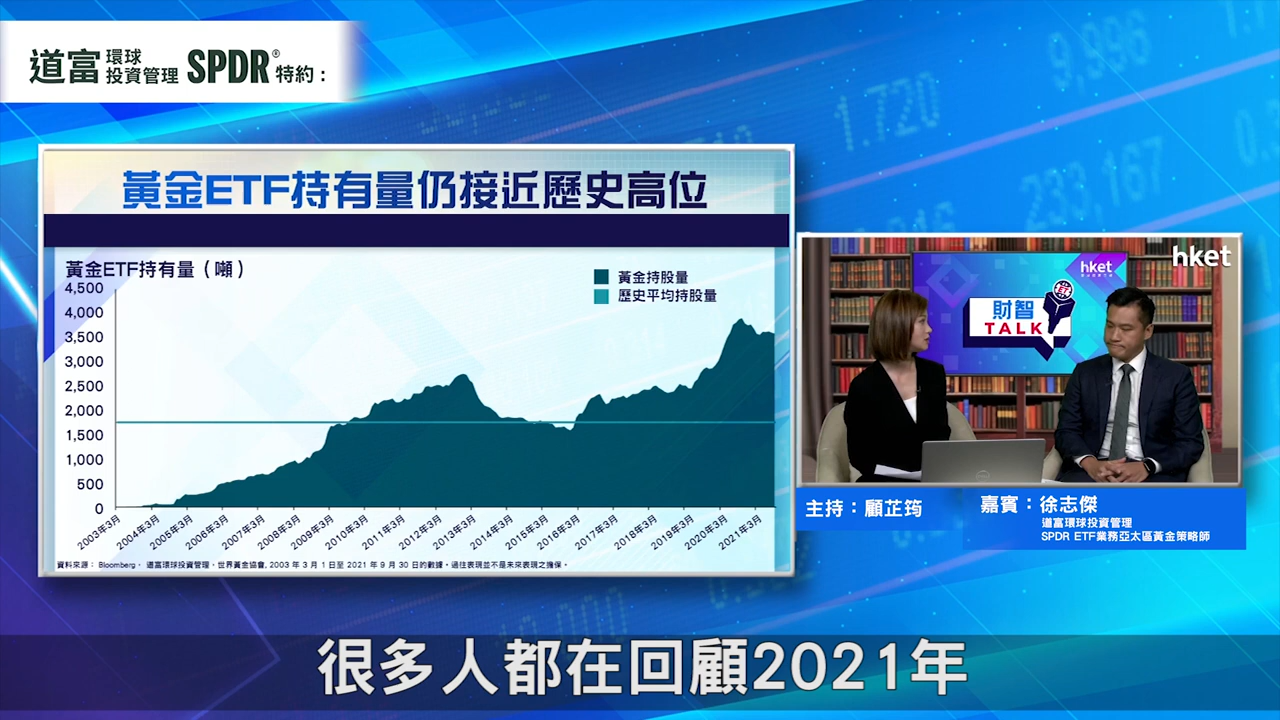 道富 環球 投資管理 SPDR® 特約：
黃金ETF持有量仍接近歷史高位
黃金ETF持有量（噸）
黃金持股量
歷史平均持股量
4,500
4,000
3,500
3,000
2,500
2,000
1,500
1,000
500
0
2003年3月
2004年3月
2005年3月
2006年3月
2007年3月
2008年3月
2009年3月
2010年3月
2011年3月
2012年3月
2013年3月
2014年3月
2015年3月
2016年3月
2017年3月
2018年3月
2019年3月
2020年3月
2021年3月
資料來源：Bloomberg、道富環球投資管理、世界黃金協會, 2003 年 3 月 1 日至 2021 年 9 月 30 日的數據。過往表現並不是未來表現之擔保。
hket
hket
財智
TALK
主持：顧芷筠
嘉賓：徐志傑
道富環球投資管理
SPDR ETF業務亞太區黃金策略師
1.720
9,996
233,167
很多人都在回顧2021年